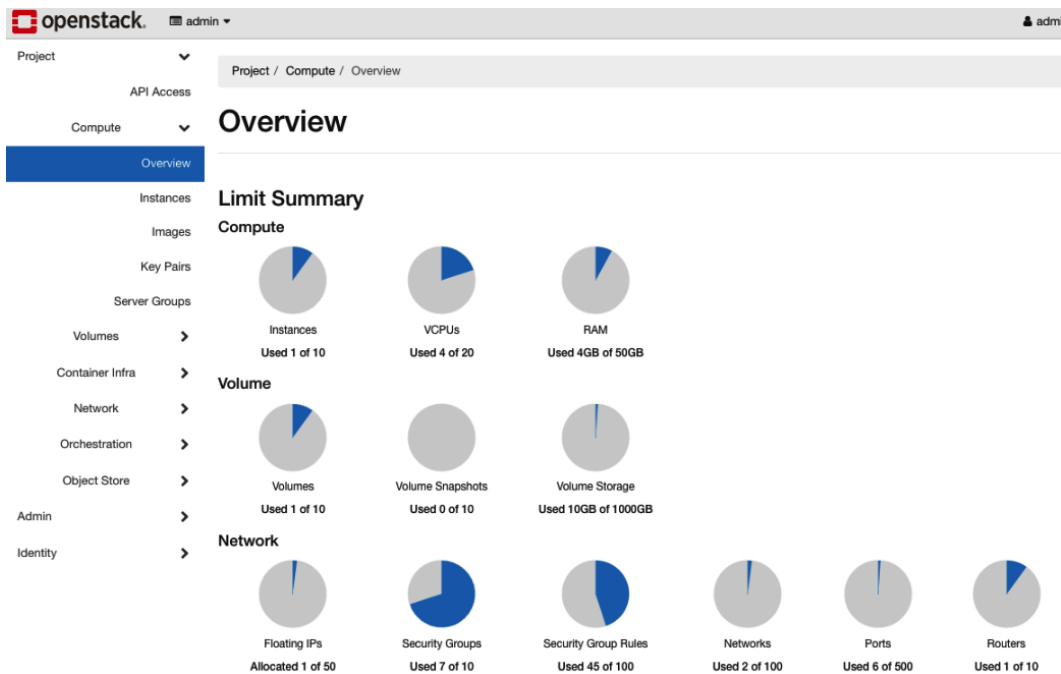 openstack. admin admi
Project
API Access
Compute
Overview
Instances
Images
Key Pairs
Server Groups
Volumes
Container Infra
Network
Orchestration
Object Store
Admin
Identity
Project / Compute / Overview
Overview
Limit Summary
Compute
Instances VCPUs RAM
Used 1 of 10 Used 4 of 20 Used 4GB of 50GB
Volume
Volumes Volume Snapshots Volume Storage
Used 1 of 10 Used 0 of 10 Used 10GB of 1000GB
Network
Floating IPs Security Groups Security Group Rules Networks Ports Routers
Allocated 1 of 50 Used 7 of 10 Used 45 of 100 Used 2 of 100 Used 6 of 500 Used 1 of 10